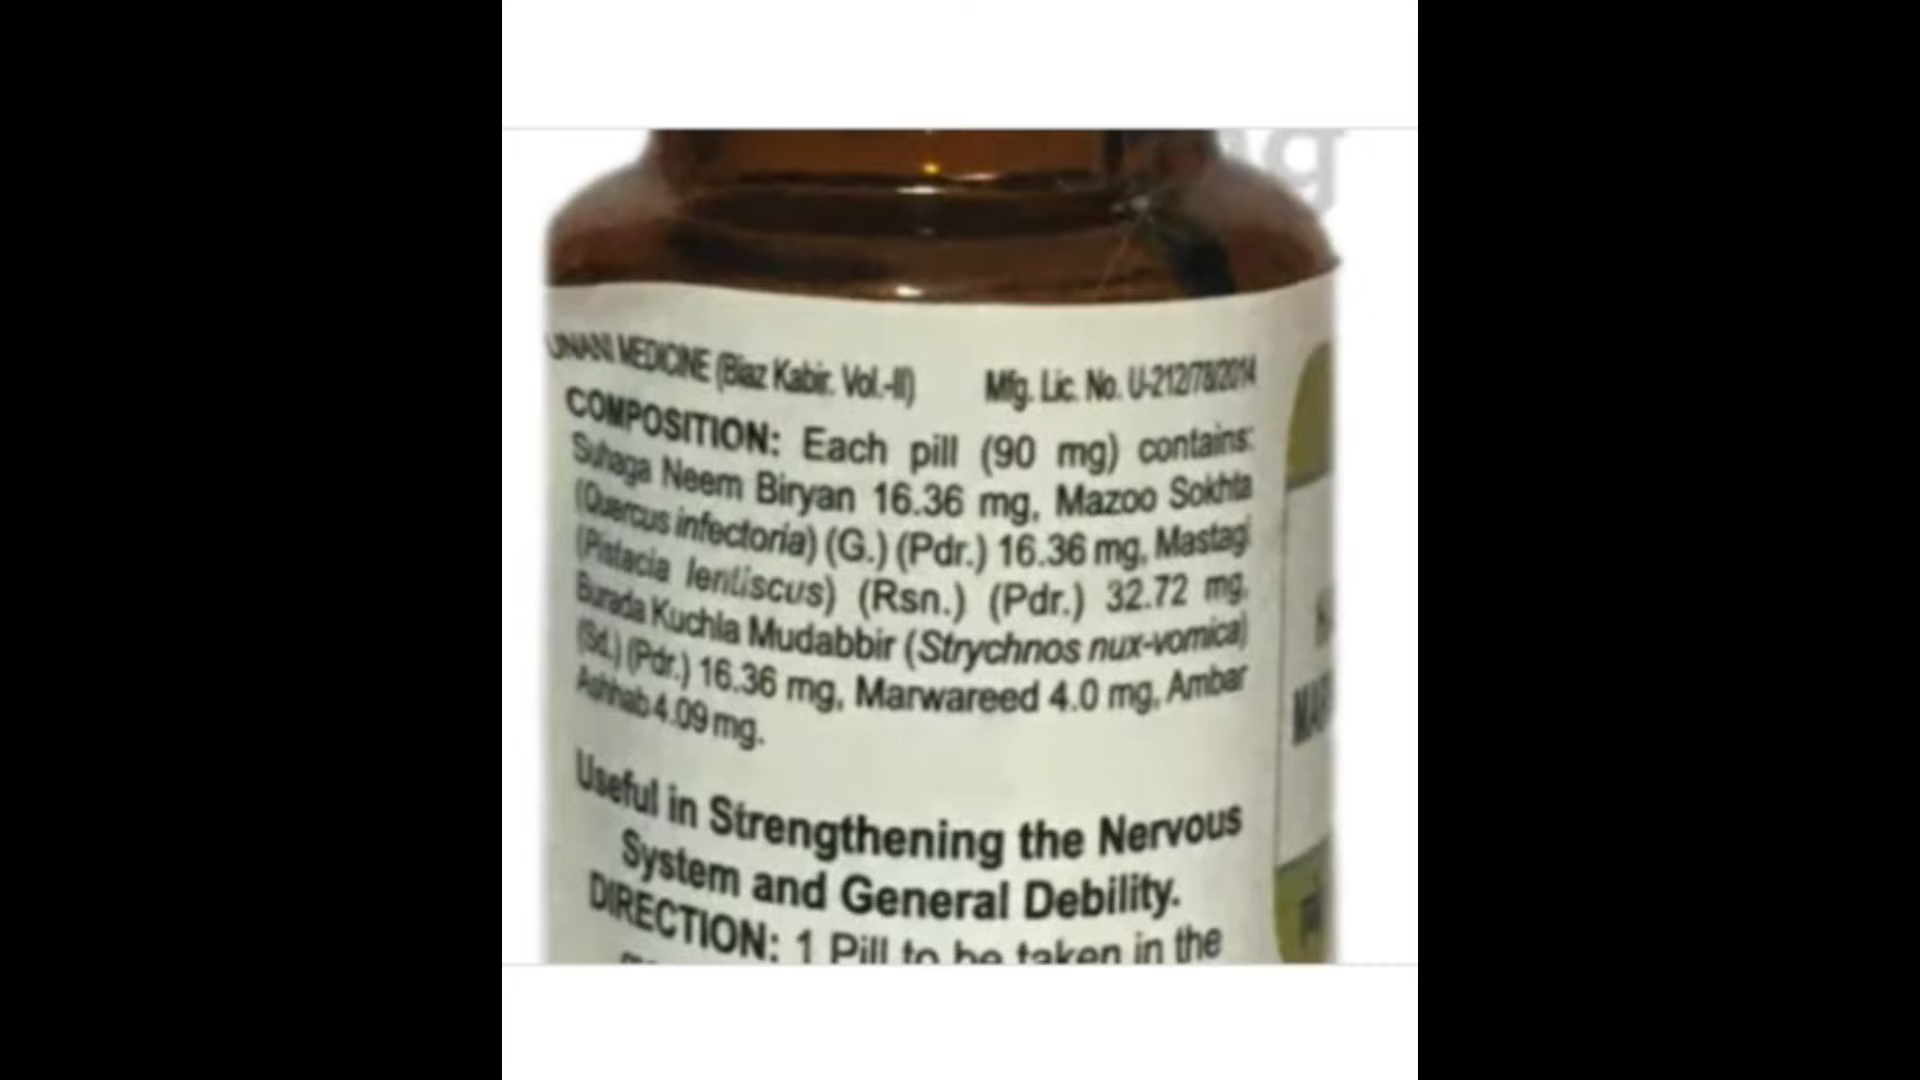 UNANI MEDICINE (Biaz Kabir. Vol.-II) Mfg. Lic. No. U-212/78/2014
COMPOSITION: Each pill (90 mg) contains:
Suhaga Neem Biryan 16.36 mg, Mazoo Sokhta
(Quercus infectoria) (G.) (Pdr.) 16.36 mg, Mastagi
(Pistacia lentiscus) (Rsn.) (Pdr.) 32.72 mg,
Burada Kuchla Mudabbir (Strychnos nux-vomica)
(Sd.) (Pdr.) 16.36 mg, Marwareed 4.0 mg, Ambar
Ashhab 4.09 mg.
Useful in Strengthening the Nervous
System and General Debility.
DIRECTION: 1 Pill to be taken in the